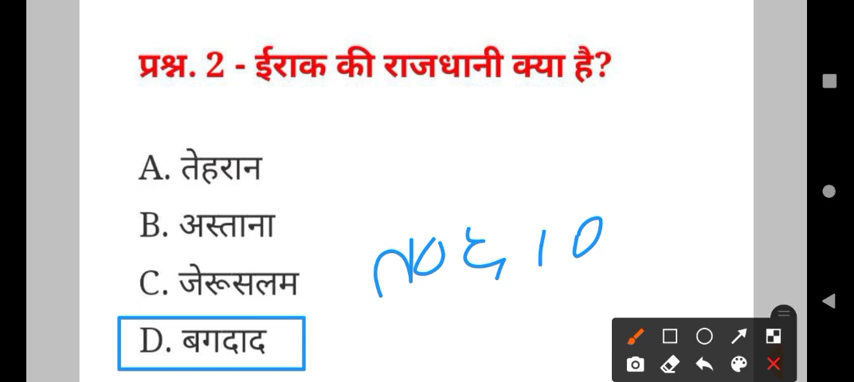 प्रश्न. 2 - ईराक की राजधानी क्या है?
A. तेहरान
B. अस्ताना
C. जेरूसलम
D. बगदाद